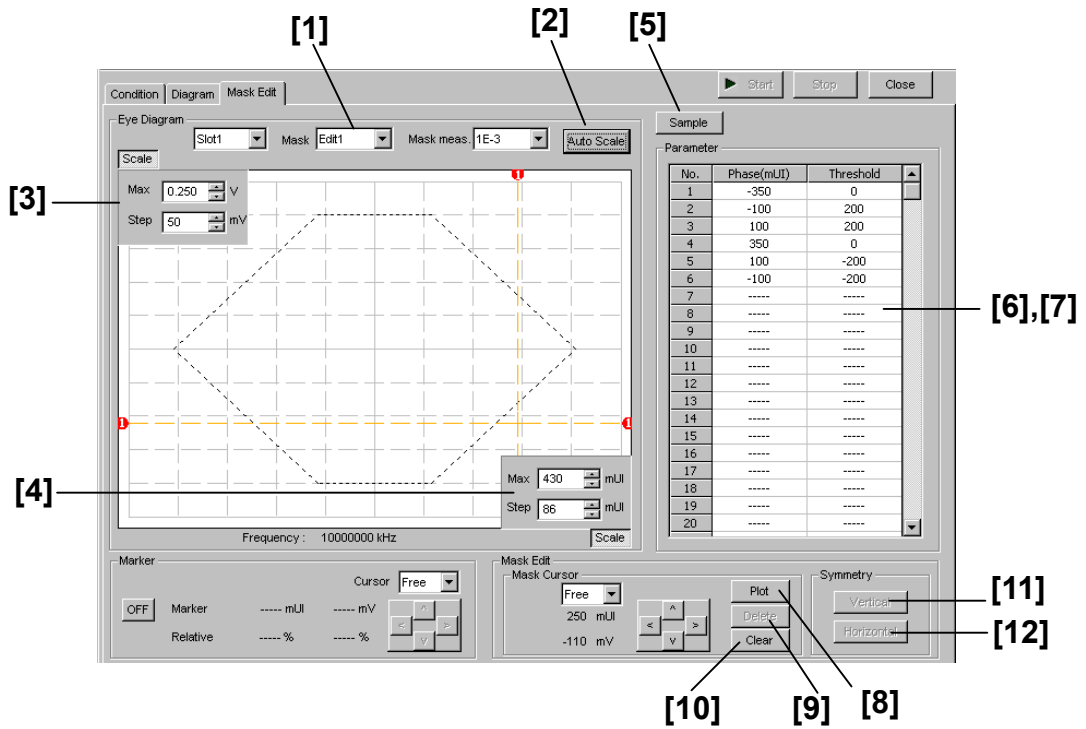 [1]
[2]
[5]
Condition Diagram Mask Edit
Start Stop Close
Eye Diagram
Slot1 Mask Edit1 Mask meas. 1E-3 Auto Scale
Sample
Scale
Parameter
[3]
Max 0.250 V
Step 50 mV
1
1
1
No. Phase(mUI) Threshold
1 -350 0
2 -100 200
3 100 200
4 350 0
5 100 -200
6 -100 -200
7 ----- -----
8 ----- -----
9 ----- -----
10 ----- -----
11 ----- -----
12 ----- -----
13 ----- -----
14 ----- -----
15 ----- -----
16 ----- -----
17 ----- -----
18 ----- -----
19 ----- -----
20 ----- -----
[6],[7]
[4]
Max 430 mUI
Step 86 mUI
Frequency : 10000000 kHz
Scale
Marker
Cursor Free
OFF Marker ----- mUI ----- mV
Relative ----- % ----- %
^
< >
v
Mask Edit
Mask Cursor
Free
250 mUI
-110 mV
^
< >
v
Plot
Delete
Clear
Symmetry
Vertical
Horizontal
[11]
[12]
[10]
[9]
[8]